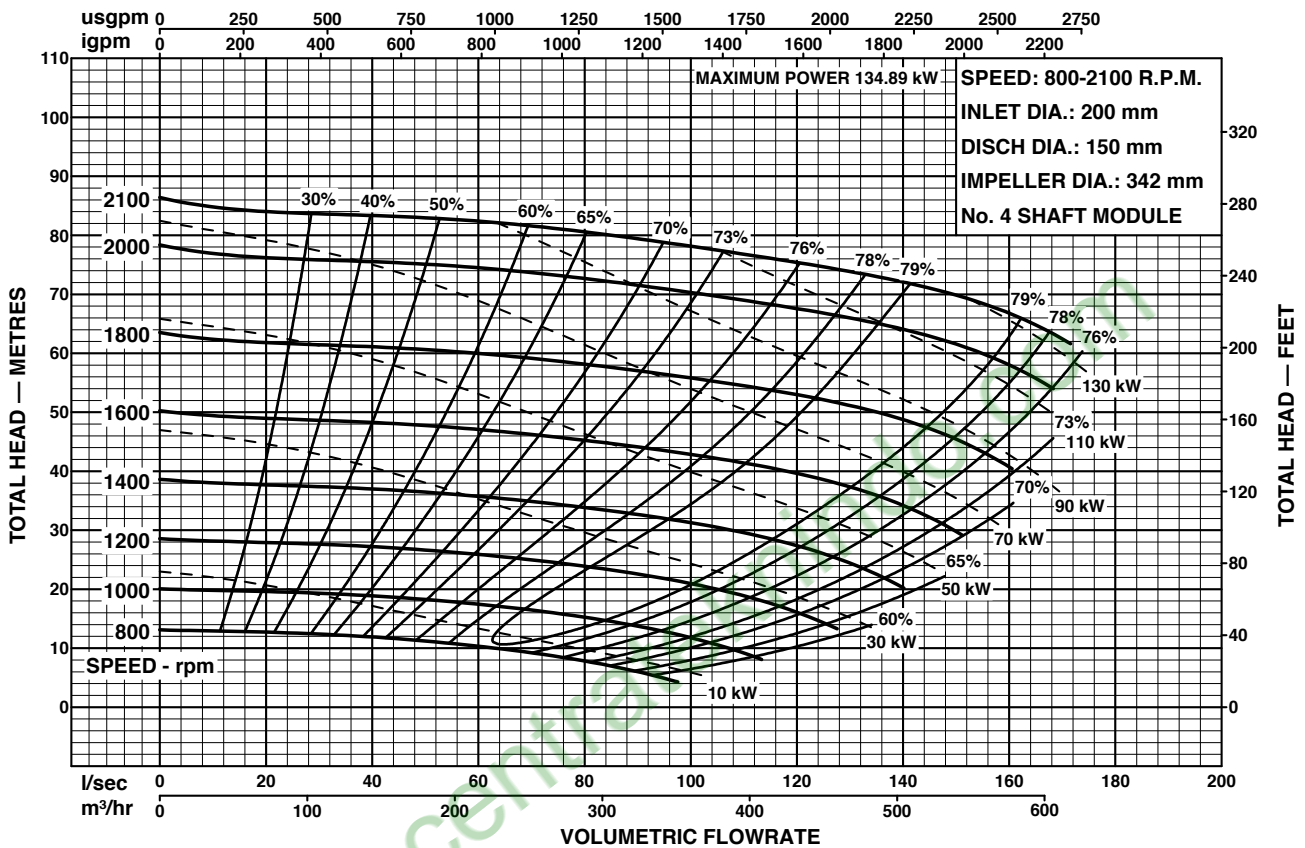 usgpm 0 250 500 750 1000 1250 1500 1750 2000 2250 2500 2750
igpm 0 200 400 600 800 1000 1200 1400 1600 1800 2000 2200
MAXIMUM POWER 134.89 kW
SPEED: 800-2100 R.P.M.
INLET DIA.: 200 mm
DISCH DIA.: 150 mm
IMPELLER DIA.: 342 mm
No. 4 SHAFT MODULE
TOTAL HEAD — METRES
110
100
90
80
70
60
50
40
30
20
10
0
2100
2000
1800
1600
1400
1200
1000
800
SPEED - rpm
30% 40% 50% 60% 65% 70% 73% 76% 78% 79%
79%
78%
76%
130 kW
73%
110 kW
70%
90 kW
70 kW
65%
50 kW
60%
30 kW
10 kW
320
280
240
200
160
120
80
40
0
TOTAL HEAD — FEET
centrateknindo.com
l/sec 0 20 40 60 80 100 120 140 160 180 200
m³/hr 0 100 200 300 400 500 600
VOLUMETRIC FLOWRATE